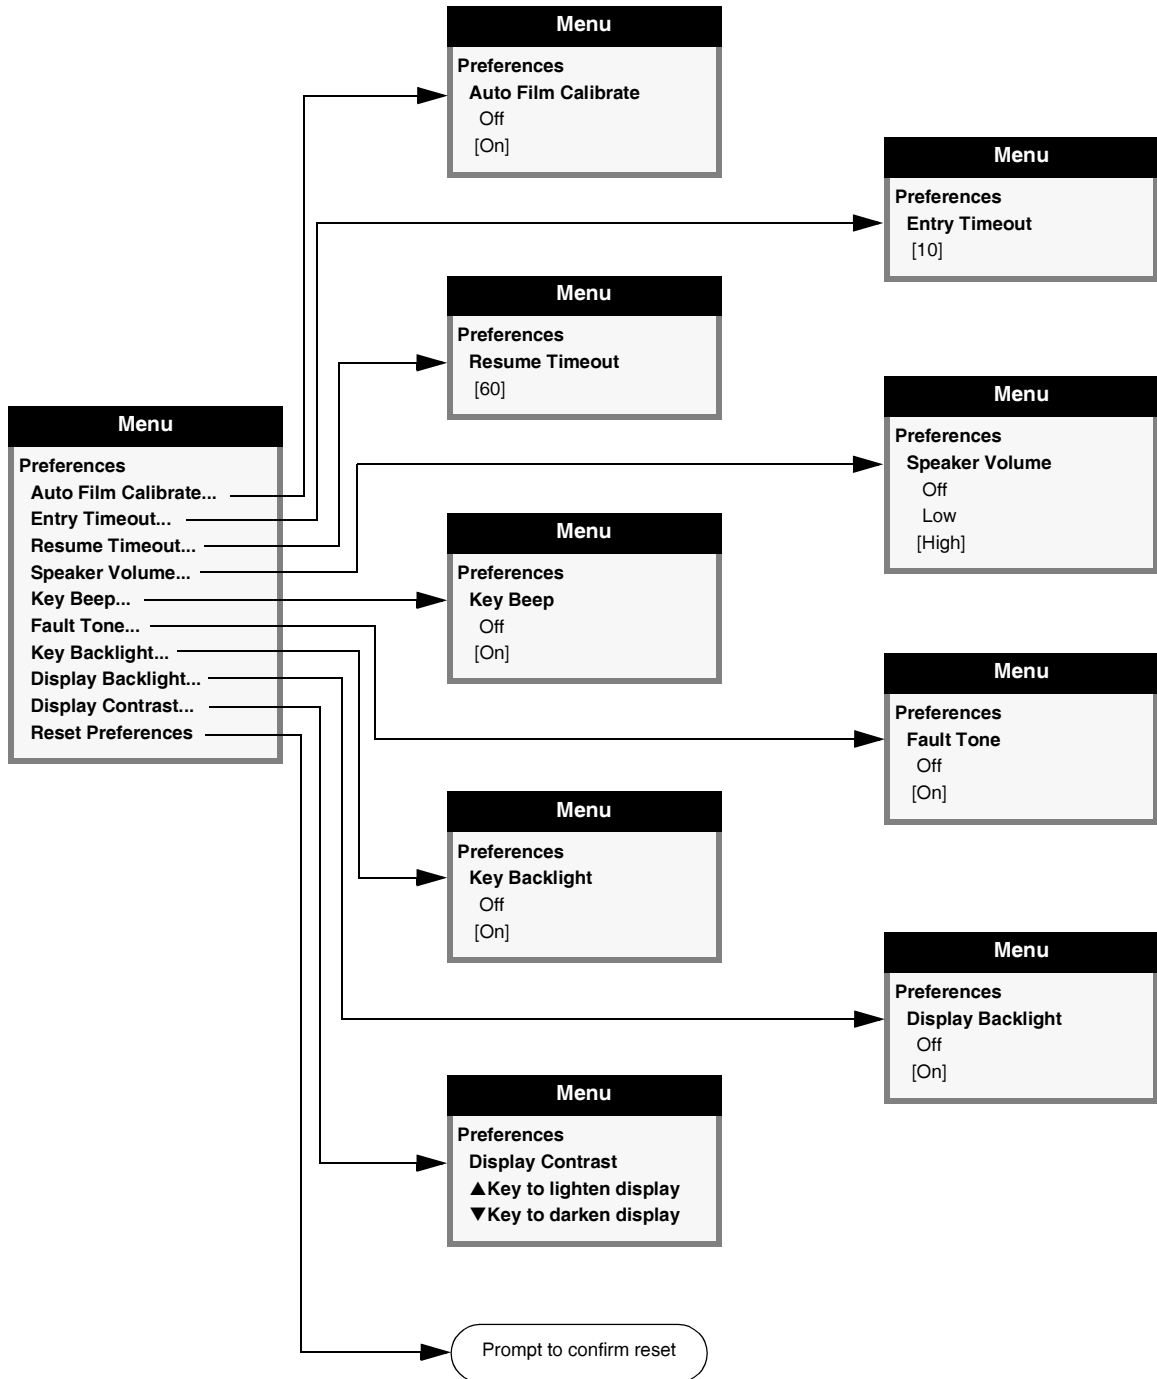 Menu
Preferences
Auto Film Calibrate
Off
[On]
Menu
Preferences
Entry Timeout
[10]
Menu
Preferences
Resume Timeout
[60]
Menu
Preferences
Speaker Volume
Off
Low
[High]
Menu
Preferences
Auto Film Calibrate...
Entry Timeout...
Resume Timeout...
Speaker Volume...
Key Beep...
Fault Tone...
Key Backlight...
Display Backlight...
Display Contrast...
Reset Preferences
Menu
Preferences
Key Beep
Off
[On]
Menu
Preferences
Fault Tone
Off
[On]
Menu
Preferences
Key Backlight
Off
[On]
Menu
Preferences
Display Backlight
Off
[On]
Menu
Preferences
Display Contrast
▲Key to lighten display
▼Key to darken display
Prompt to confirm reset